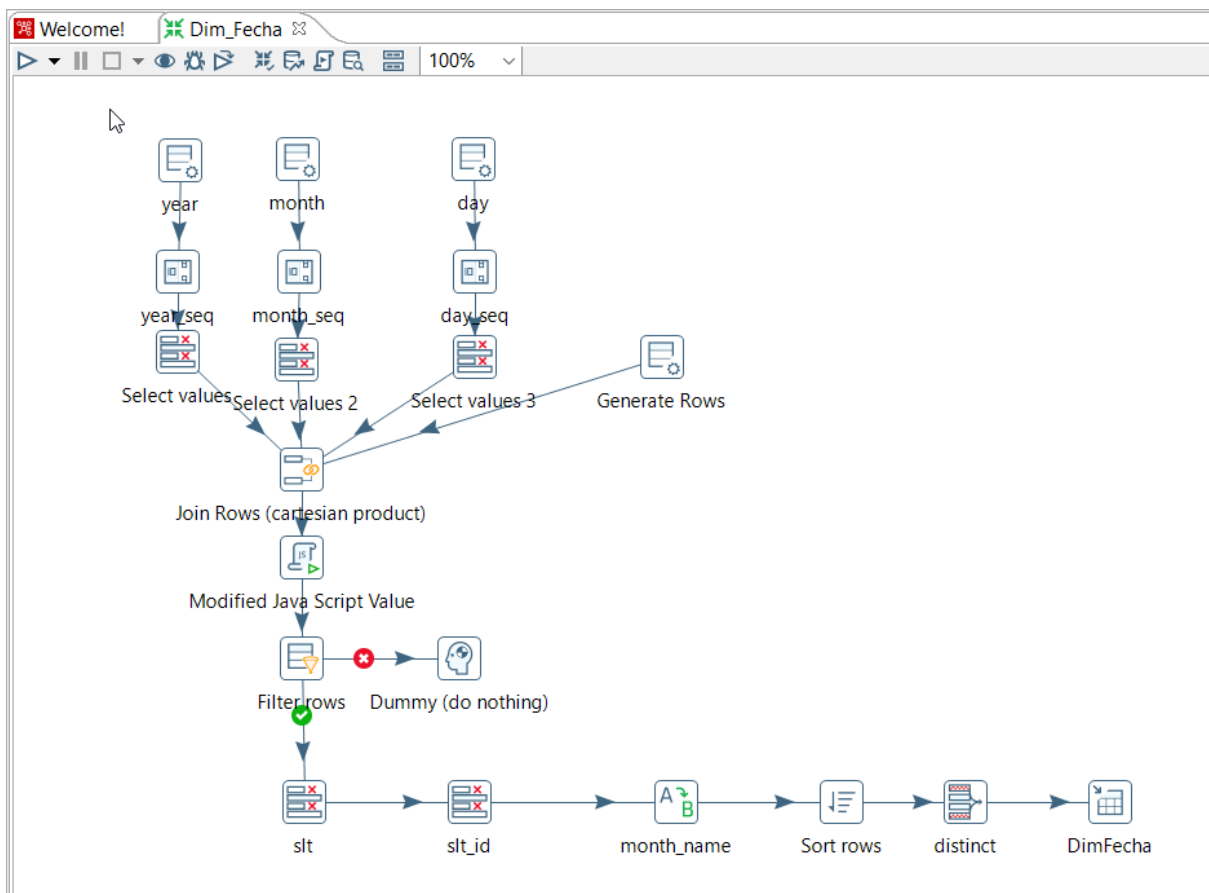 Welcome!
Dim_Fecha
100%
year
month
day
year_seq
month_seq
day_seq
Select values
Select values 2
Select values 3
Generate Rows
Join Rows (cartesian product)
Modified Java Script Value
Filter rows
Dummy (do nothing)
slt
slt_id
month_name
Sort rows
distinct
DimFecha